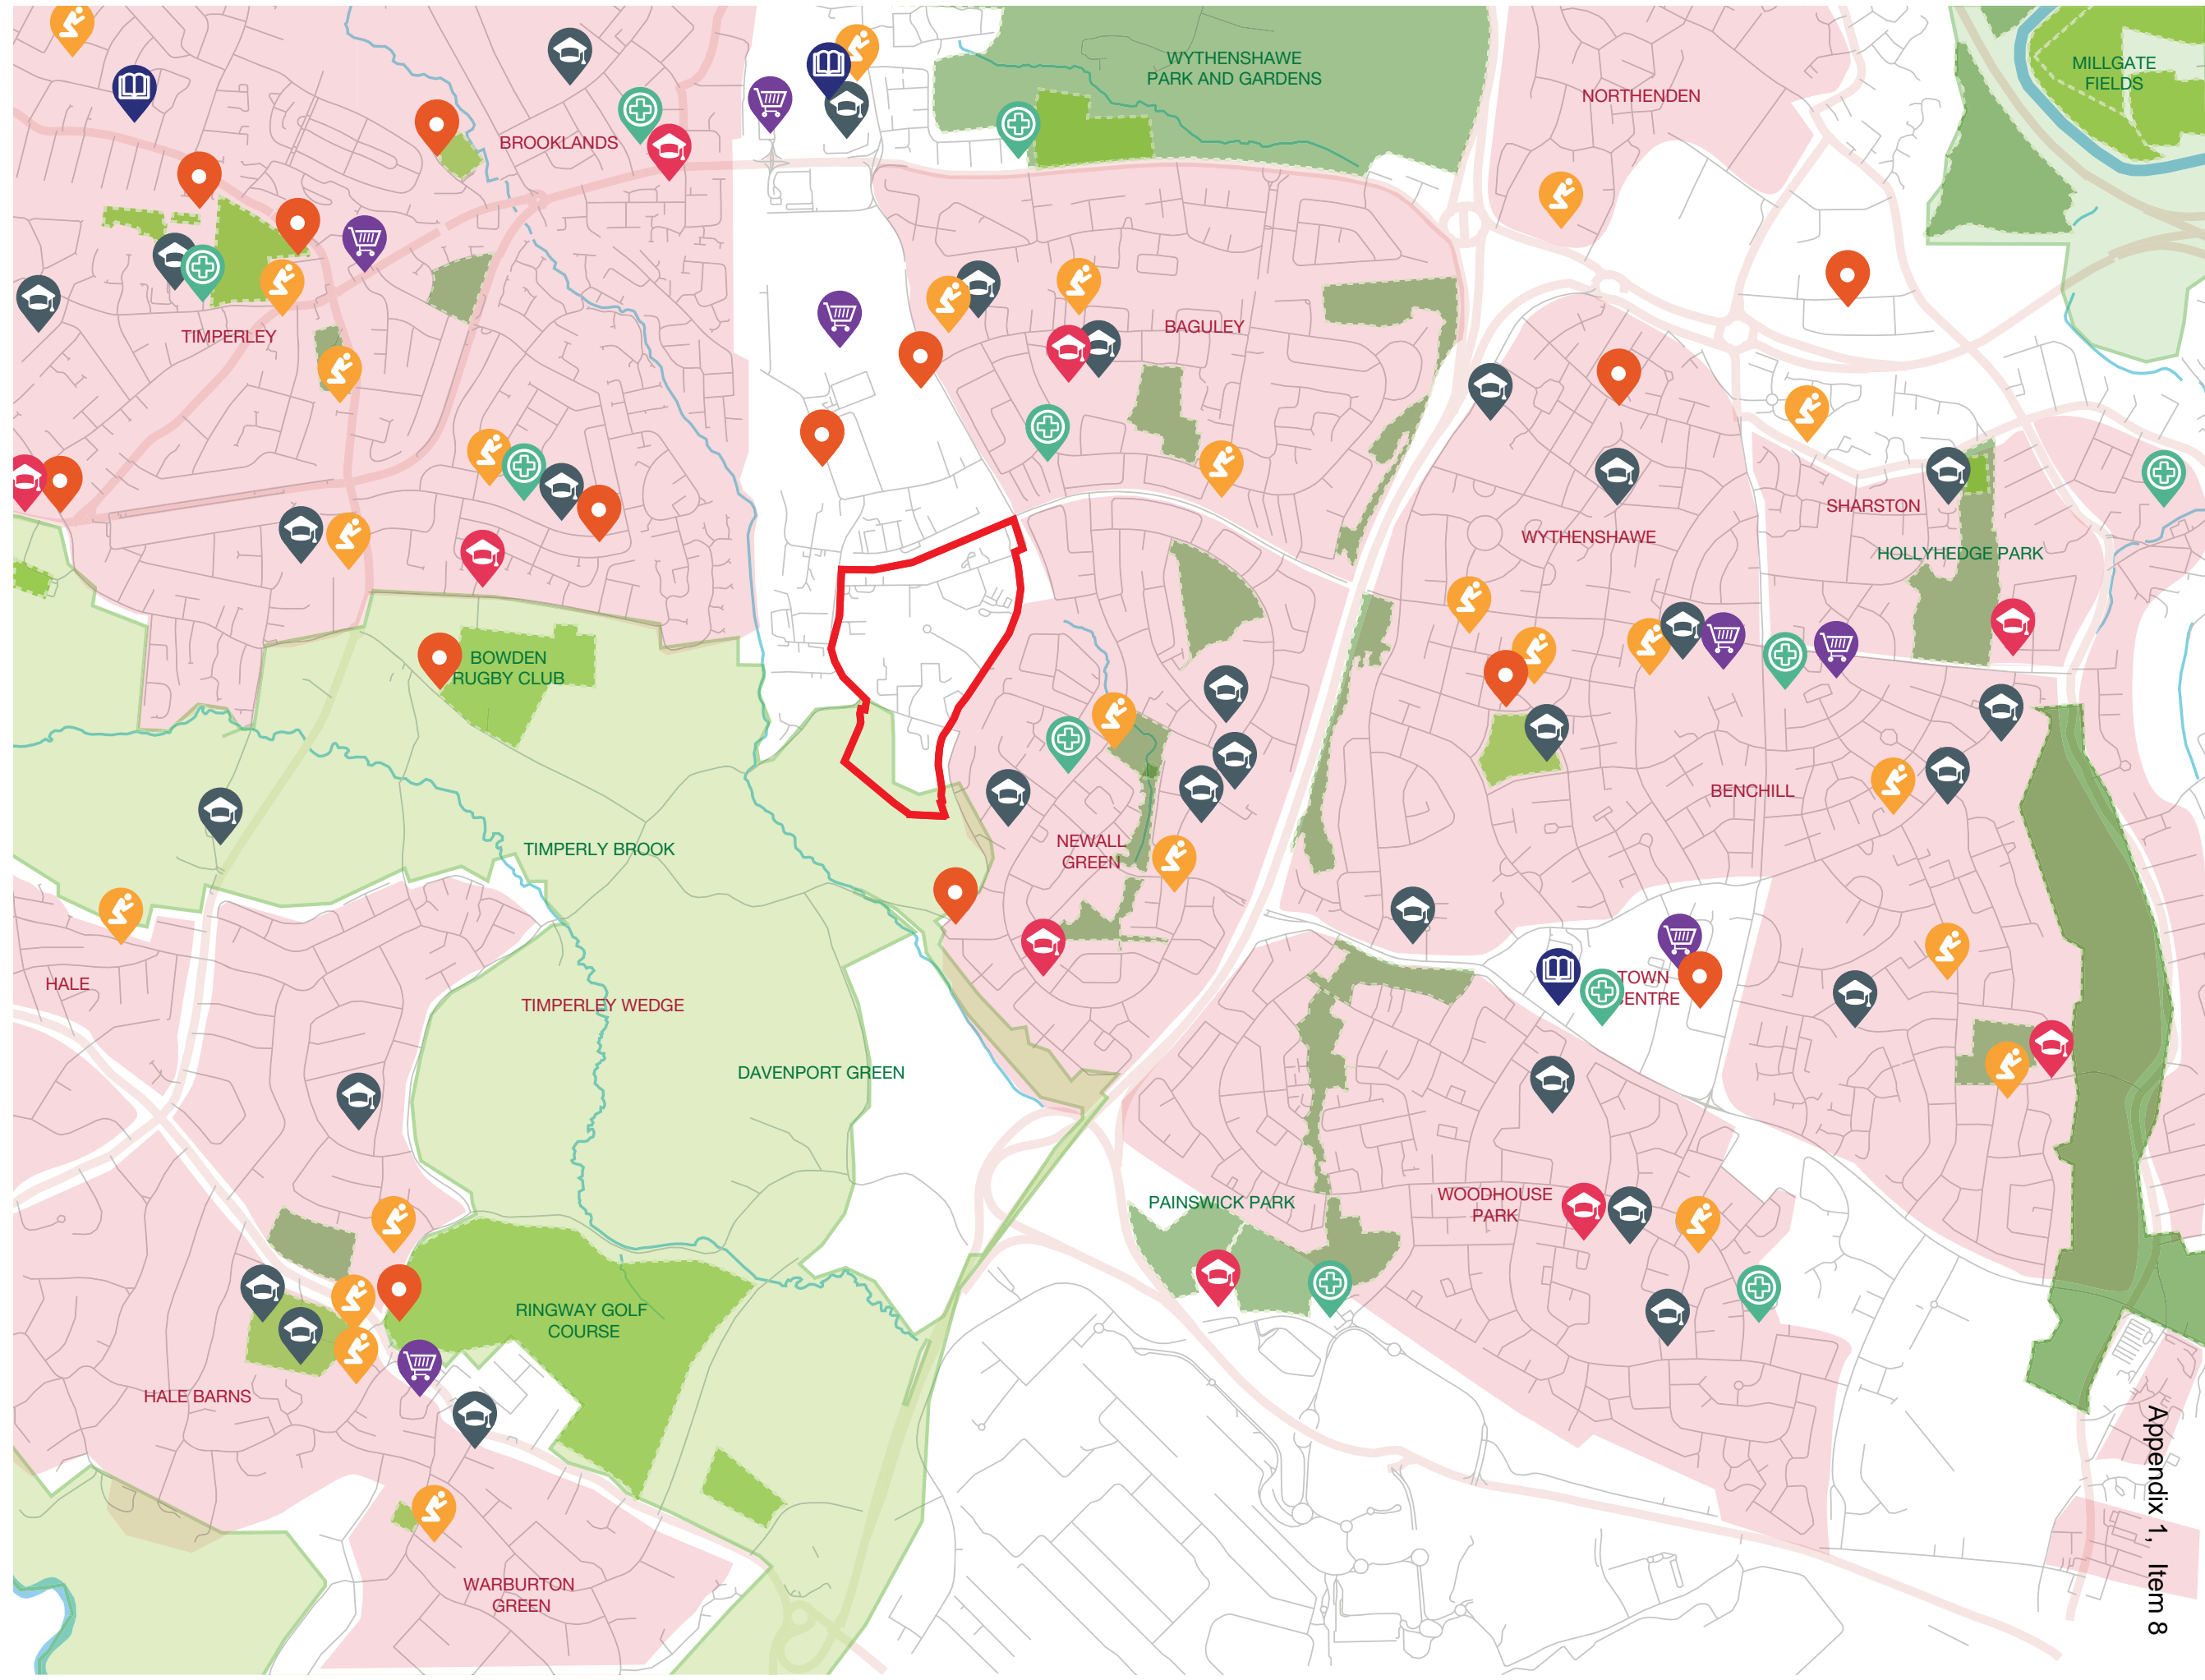 WYTHENSHAWE
PARK AND GARDENS
MILLGATE
FIELDS
NORTHENDEN
BROOKLANDS
TIMPERLEY
BAGULEY
SHARSTON
WYTHENSHAWE
HOLLYHEDGE PARK
BOWDEN
RUGBY CLUB
BENCHILL
NEWALL
GREEN
TIMPERLY BROOK
HALE
TOWN
ENTRE
TIMPERLEY WEDGE
DAVENPORT GREEN
PAINSWICK PARK
WOODHOUSE
PARK
RINGWAY GOLF
COURSE
HALE BARNS
WARBURTON
GREEN
Appendix 1, Item 8